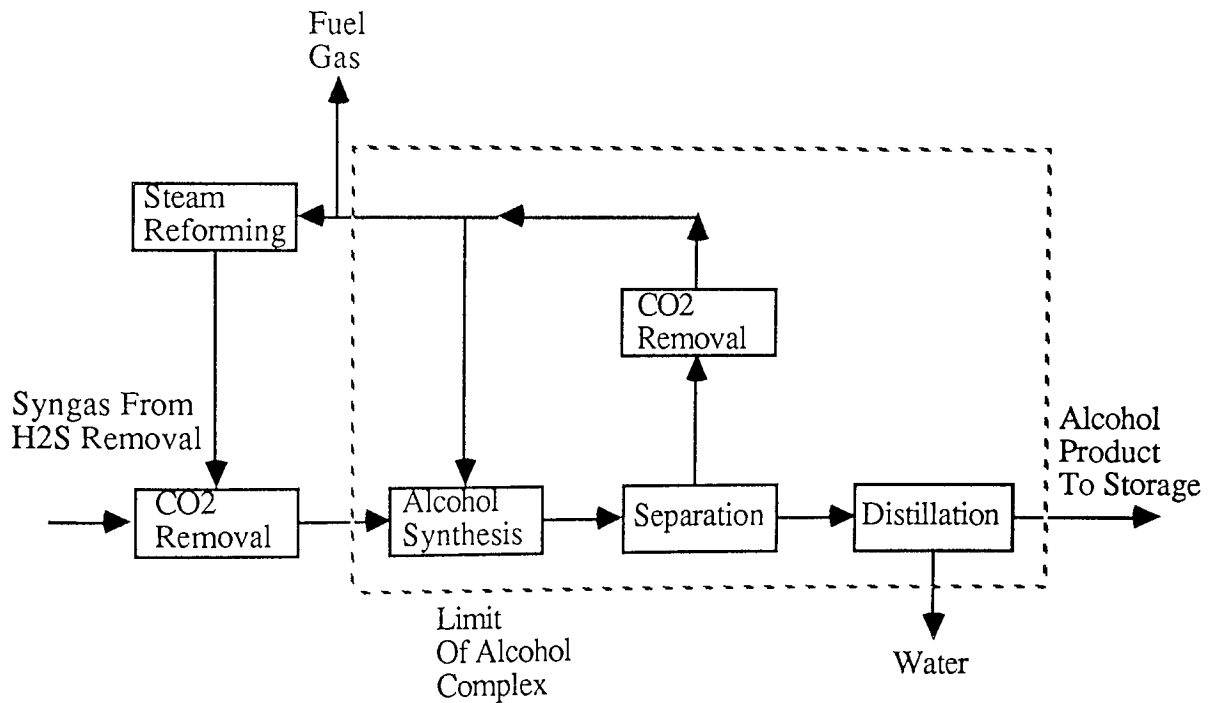 Fuel
Gas
Steam
Reforming
CO2
Removal
Syngas From
H2S Removal
CO2
Removal
Alcohol
Synthesis
Separation
Distillation
Alcohol
Product
To Storage
Limit
Of Alcohol
Complex
Water